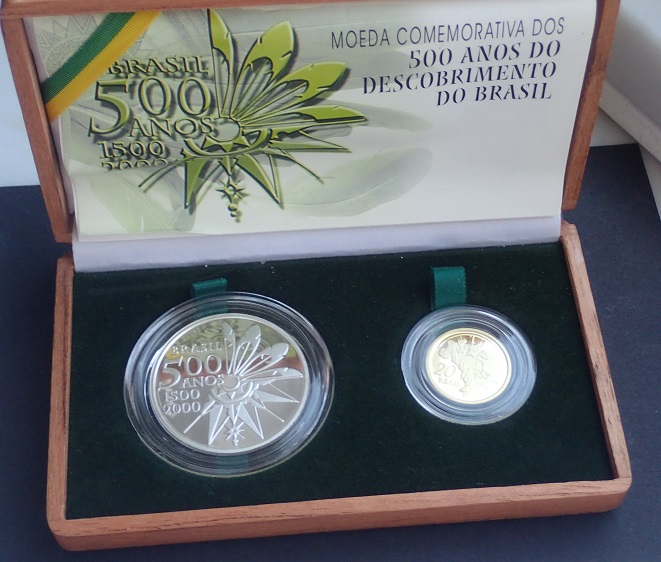 MOEDA COMEMORATIVA DOS
500 ANOS DO
DESCOBRIMENTO
DO BRASIL
BRASIL
500
ANOS
1500
2000
BRASIL
500
ANOS
1500
2000
20
REAIS